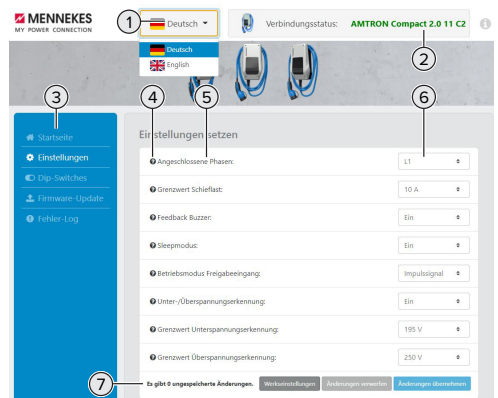 MENNEKES
MY POWER CONNECTION
1
Deutsch
Deutsch
English
Verbindungsstatus: AMTRON Compact 2.0 11 C2
2
3
4
5
6
Startseite
Einstellungen
Dip-Switches
Firmware-Update
Fehler-Log
Einstellungen setzen
Angeschlossene Phasen: L1
Grenzwert Schieflast: 10 A
Feedback Buzzer: Ein
Sleepmodus: Ein
Betriebsmodus Freigabeeingang: Impulssignal
Unter-/Überspannungserkennung: Ein
Grenzwert Unterspannungserkennung: 195 V
Grenzwert Überspannungserkennung: 250 V
7
Es gibt 0 ungespeicherte Änderungen. Werkseinstellungen Änderungen verwerfen Änderungen übernehmen